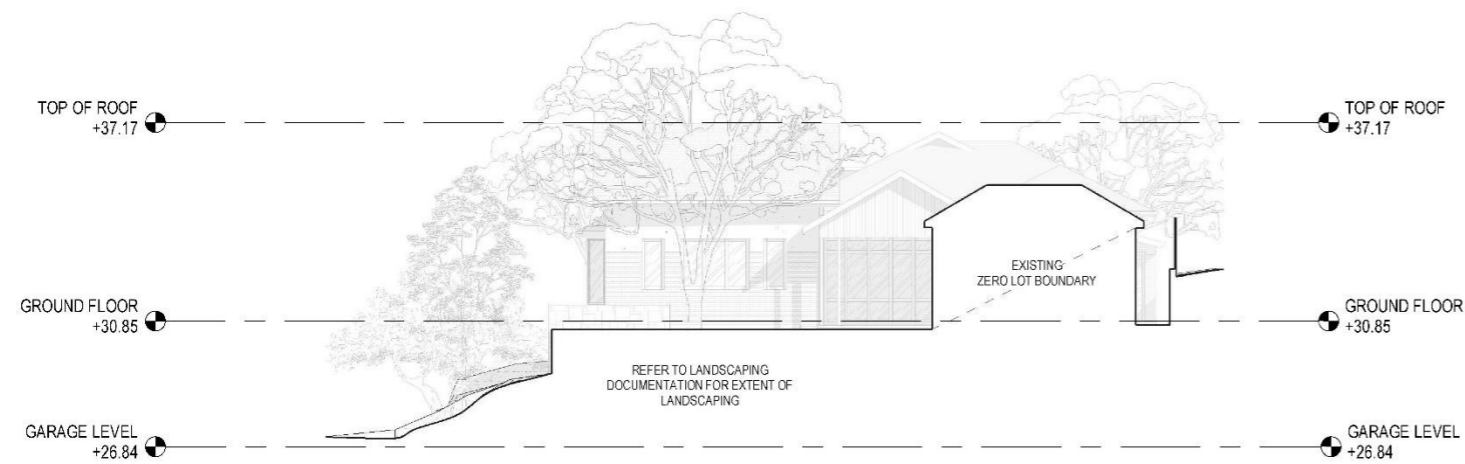 TOP OF ROOF
+37.17
TOP OF ROOF
+37.17
EXISTING
ZERO LOT BOUNDARY
GROUND FLOOR
+30.85
GROUND FLOOR
+30.85
REFER TO LANDSCAPING
DOCUMENTATION FOR EXTENT OF
LANDSCAPING
GARAGE LEVEL
+26.84
GARAGE LEVEL
+26.84